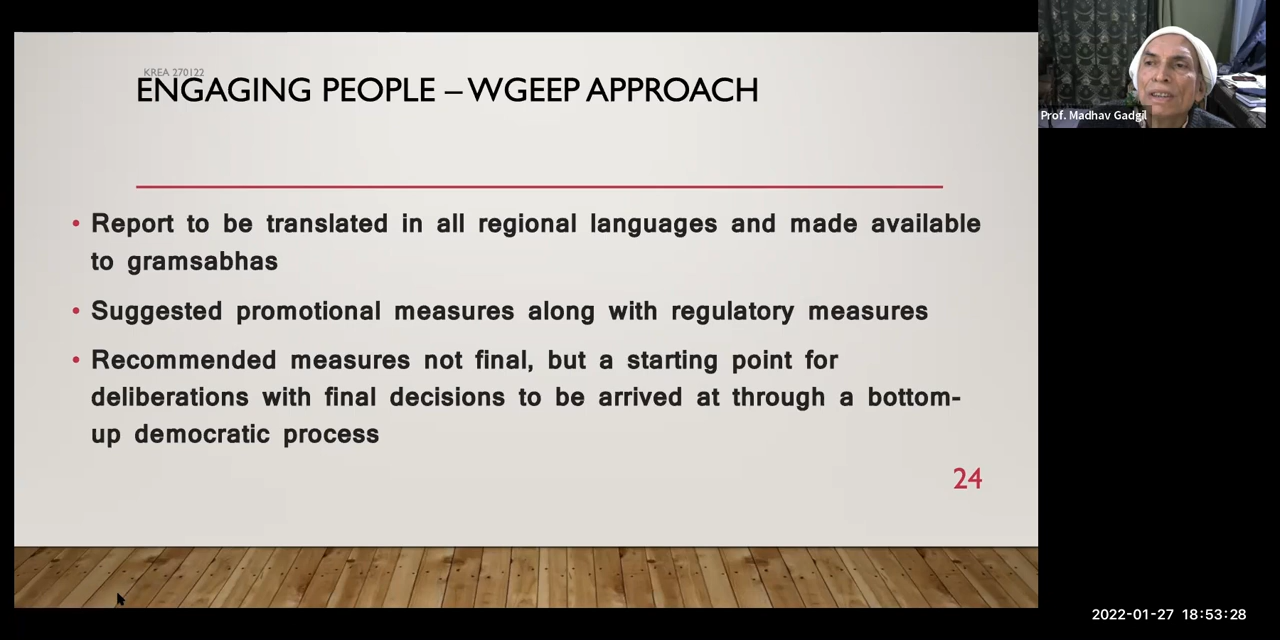 KREA 270122
ENGAGING PEOPLE – WGEEP APPROACH
• Report to be translated in all regional languages and made available
to gramsabhas
• Suggested promotional measures along with regulatory measures
• Recommended measures not final, but a starting point for
deliberations with final decisions to be arrived at through a bottom-
up democratic process
24
Prof. Madhav Gadgil
2022-01-27 18:53:28